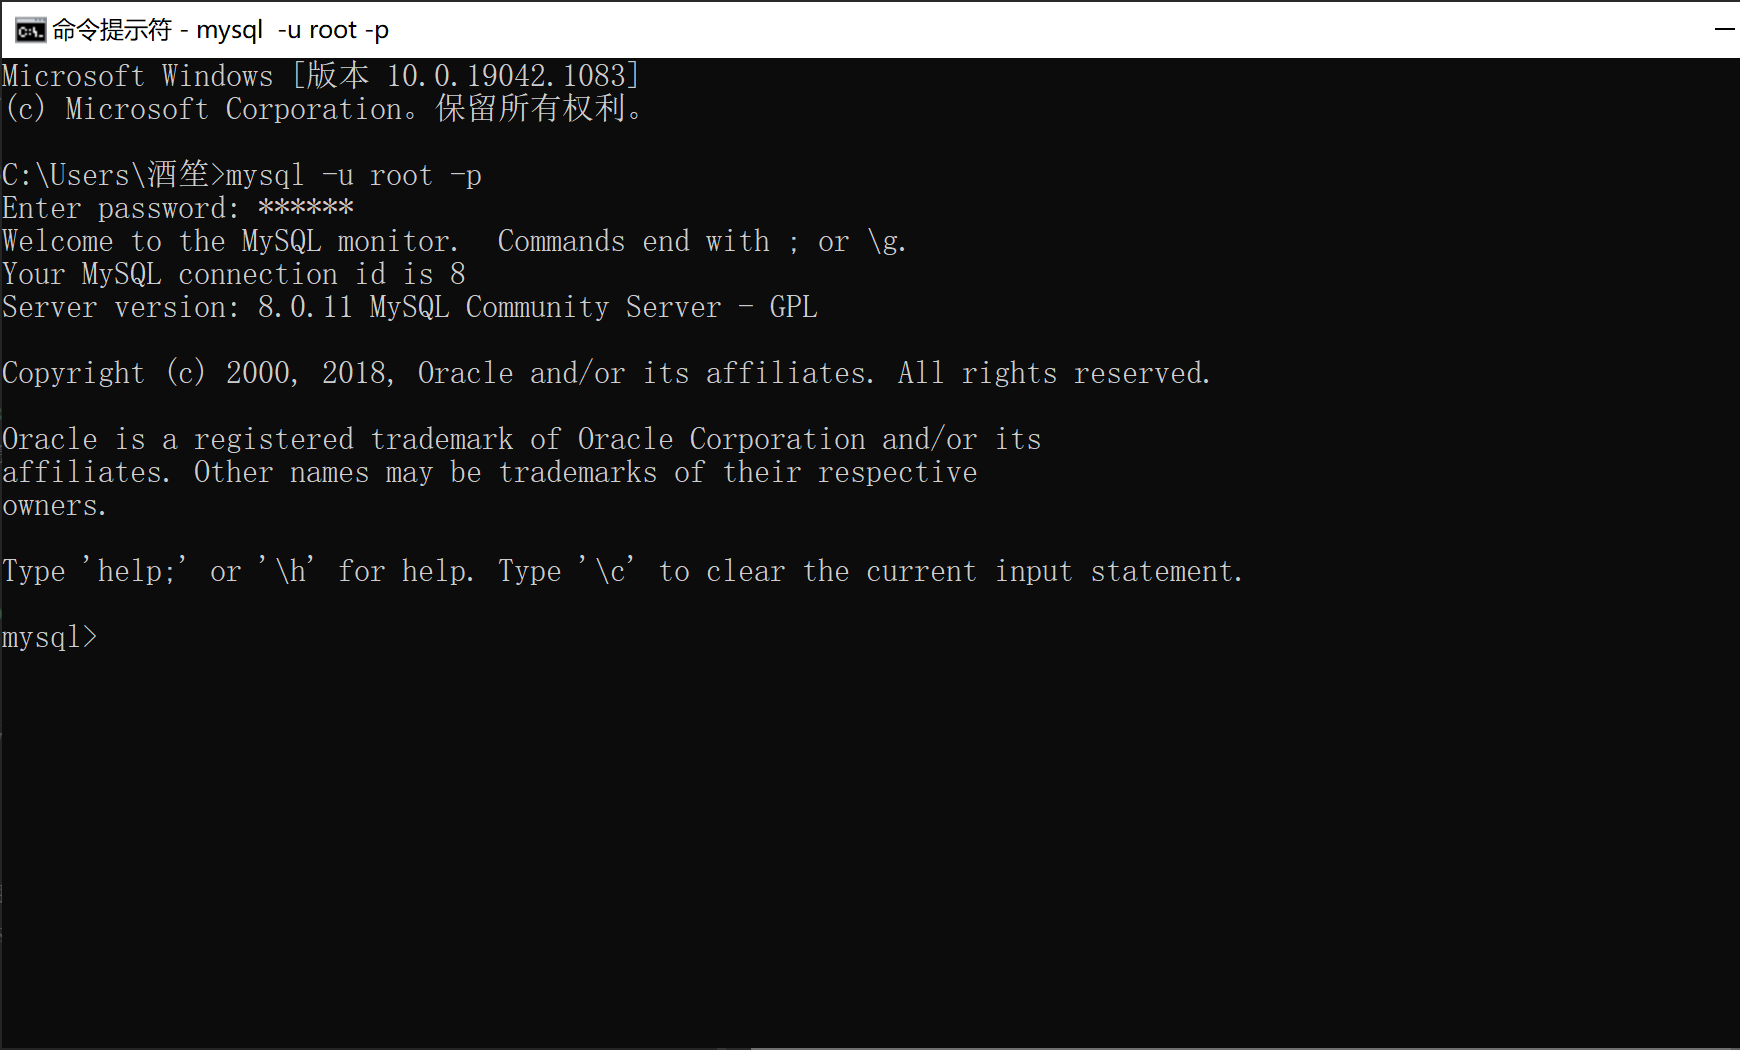 命令提示符 - mysql  -u root -p
Microsoft Windows [版本 10.0.19042.1083]
(c) Microsoft Corporation。保留所有权利。
C:\Users\酒笙>mysql -u root -p
Enter password: ******
Welcome to the MySQL monitor.  Commands end with ; or \g.
Your MySQL connection id is 8
Server version: 8.0.11 MySQL Community Server - GPL
Copyright (c) 2000, 2018, Oracle and/or its affiliates. All rights reserved.
Oracle is a registered trademark of Oracle Corporation and/or its
affiliates. Other names may be trademarks of their respective
owners.
Type 'help;' or '\h' for help. Type '\c' to clear the current input statement.
mysql>